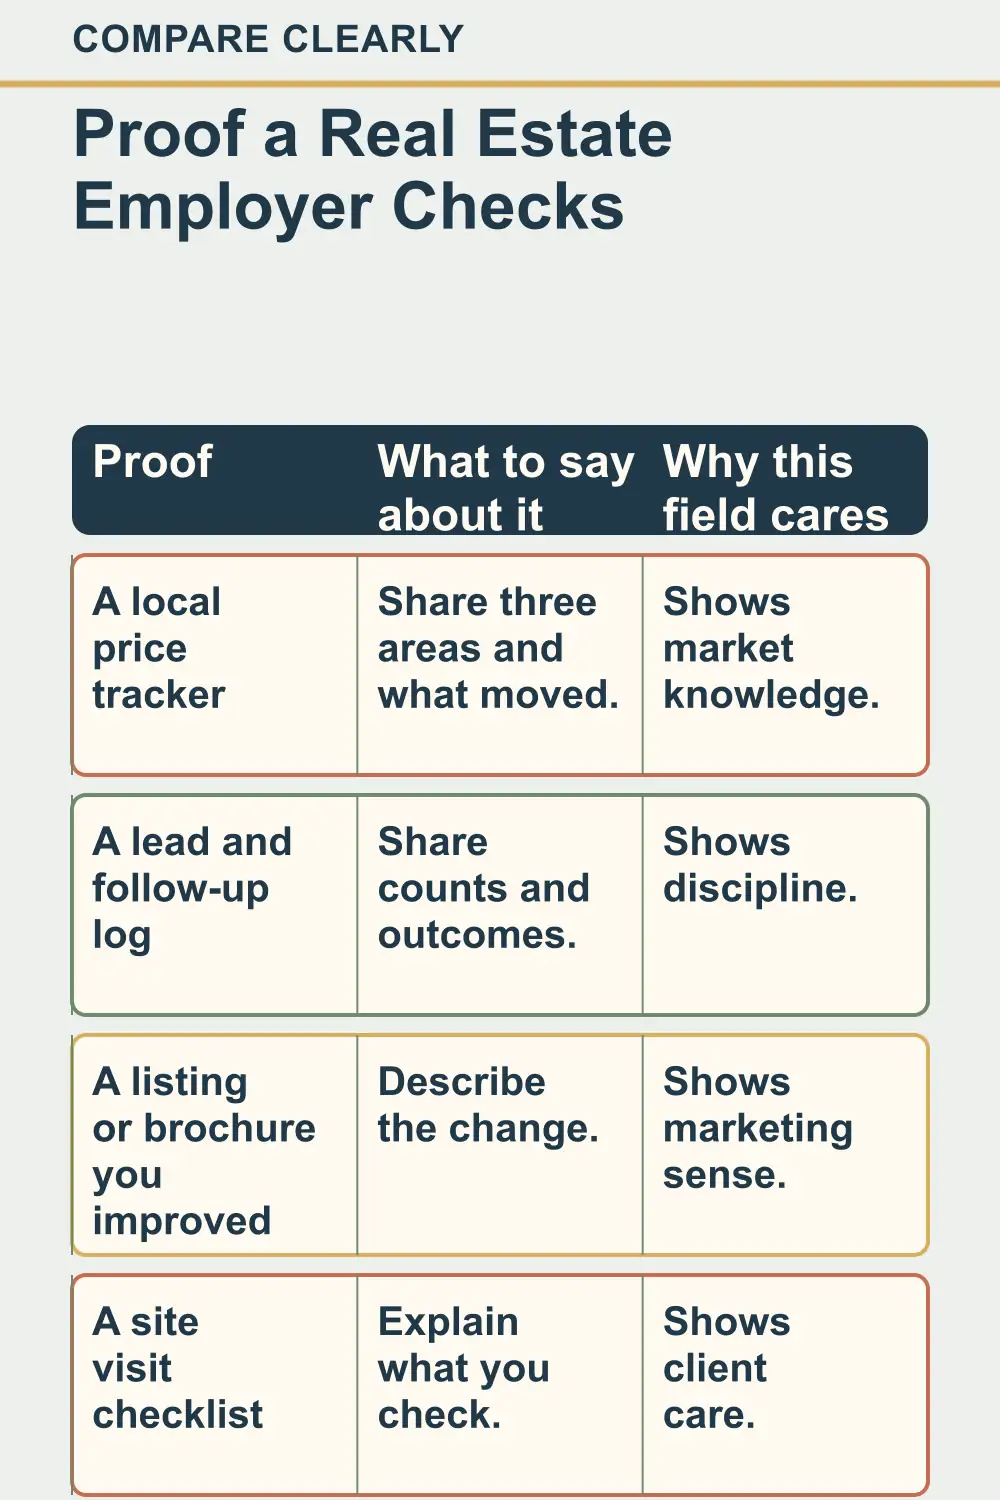 COMPARE CLEARLY
Proof a Real Estate
Employer Checks
Proof
What to say
about it
Why this
field cares
A local
price
tracker
Share three
areas and
what moved.
Shows
market
knowledge.
A lead and
follow-up
log
Share
counts and
outcomes.
Shows
discipline.
A listing
or brochure
you
improved
Describe
the change.
Shows
marketing
sense.
A site
visit
checklist
Explain
what you
check.
Shows
client
care.